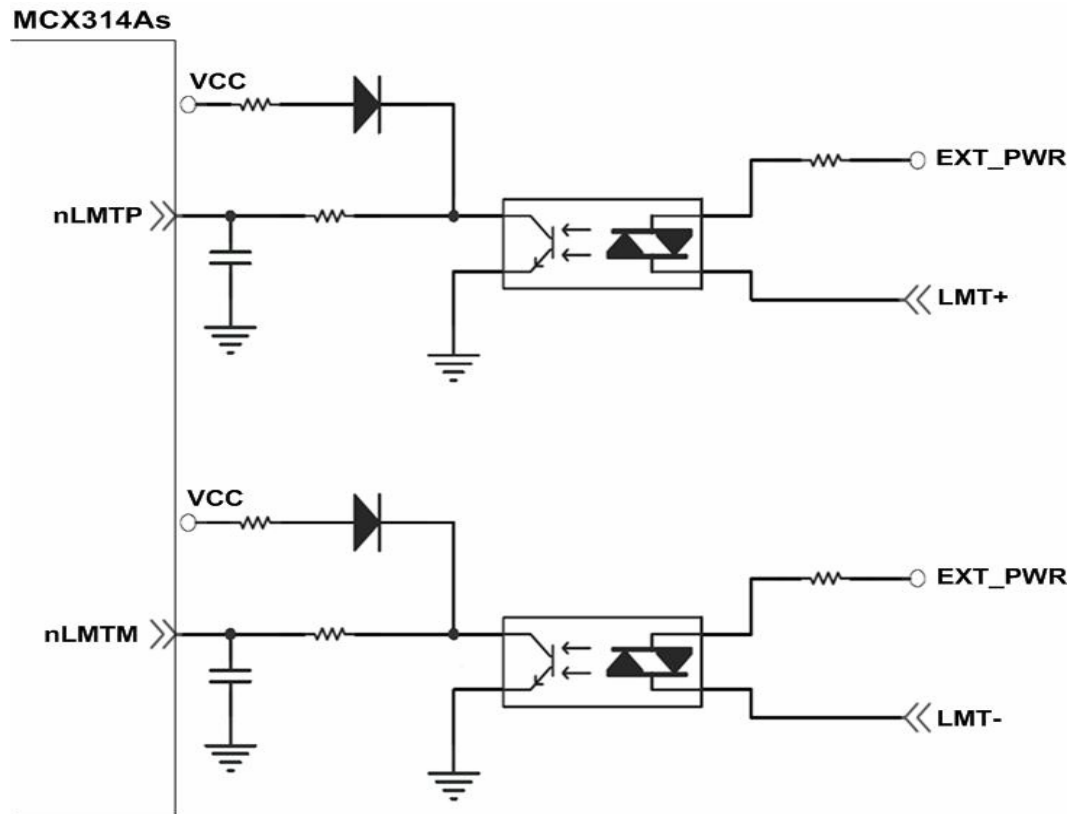 MCX314As
VCC
EXT_PWR
nLMTP
LMT+
VCC
EXT_PWR
nLMTM
LMT-